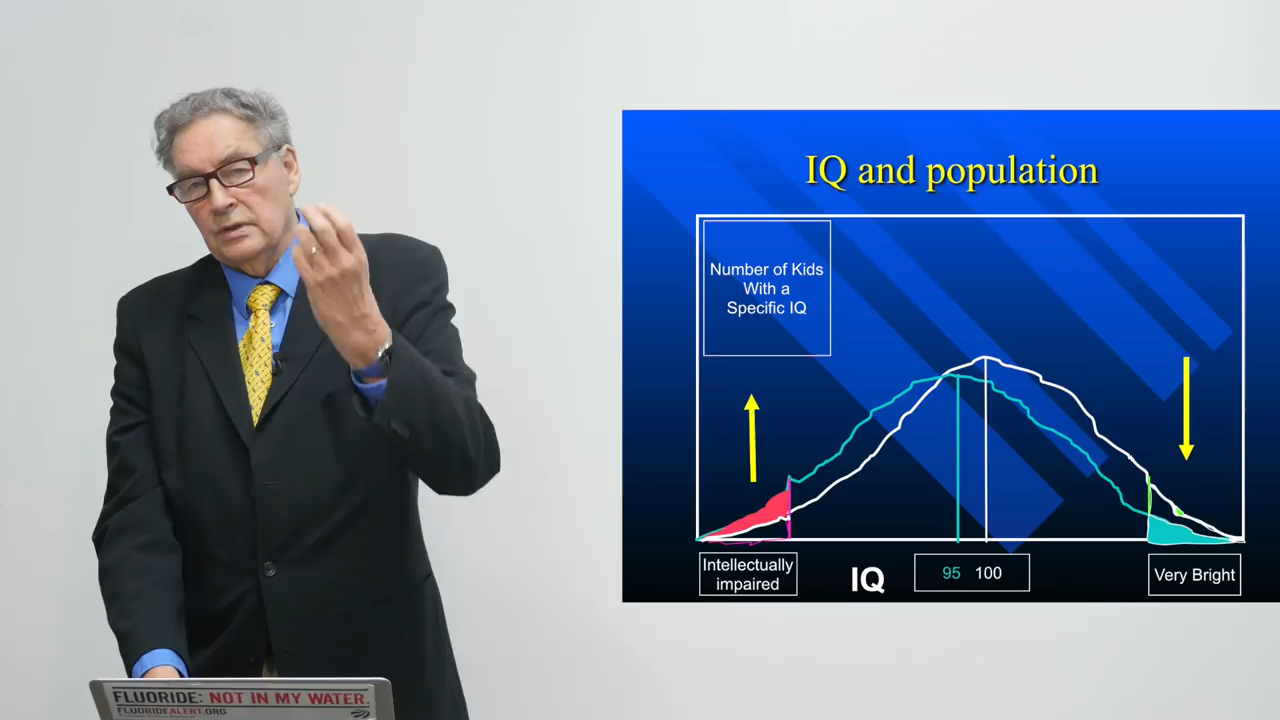 IQ and population
Number of Kids
With a
Specific IQ
Intellectually
impaired
IQ
95 100
Very Bright
FLUORIDE: NOT IN MY WATER.
FLUORIDEALERT.ORG